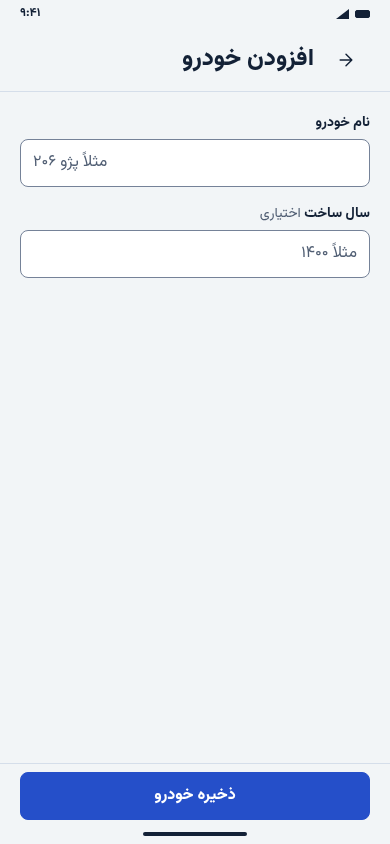 ۹:۴۱
افزودن خودرو
نام خودرو
مثلاً پژو ۲۰۶
سال ساخت اختیاری
مثلاً ۱۴۰۰
ذخیره خودرو